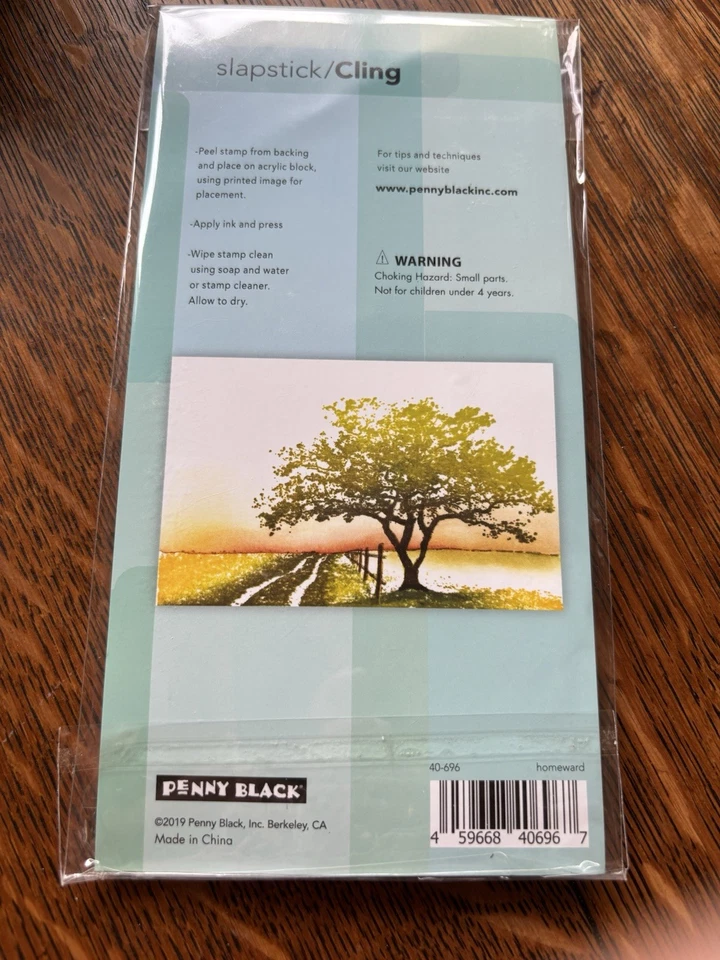 slapstick/Cling
-Peel stamp from backing
and place on acrylic block,
using printed image for
placement.
-Apply ink and press
-Wipe stamp clean
using soap and water
or stamp cleaner.
Allow to dry.
For tips and techniques
visit our website
www.pennyblackinc.com
⚠ WARNING
Choking Hazard: Small parts.
Not for children under 4 years.
PENNY BLACK
©2019 Penny Black, Inc. Berkeley, CA
Made in China
40-696 homeward
4 59668 40696 7